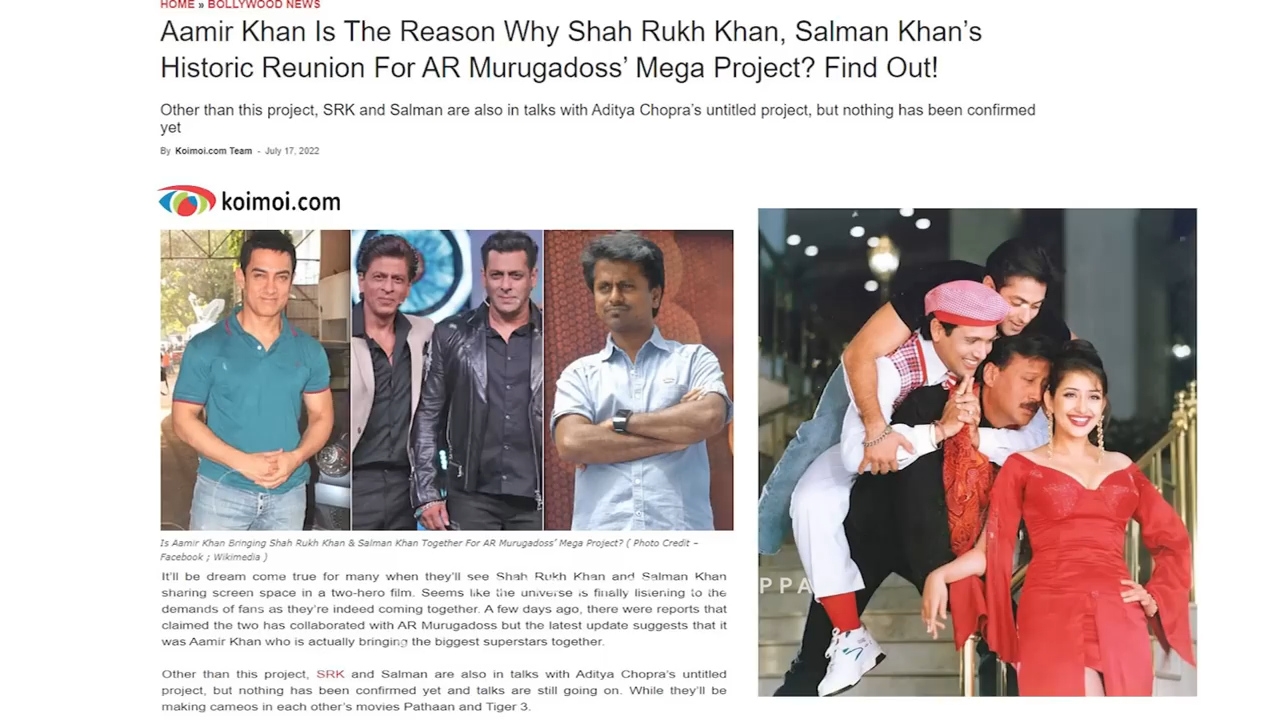 HOME » BOLLYWOOD NEWS
Aamir Khan Is The Reason Why Shah Rukh Khan, Salman Khan’s
Historic Reunion For AR Murugadoss’ Mega Project? Find Out!
Other than this project, SRK and Salman are also in talks with Aditya Chopra’s untitled project, but nothing has been confirmed
yet
By Koimoi.com Team - July 17, 2022
koimoi.com
Is Aamir Khan Bringing Shah Rukh Khan & Salman Khan Together For AR Murugadoss’ Mega Project? ( Photo Credit –
Facebook ; Wikimedia )
It’ll be dream come true for many when they’ll see Shah Rukh Khan and Salman Khan
sharing screen space in a two-hero film. Seems like the universe is finally listening to the
demands of fans as they’re indeed coming together. A few days ago, there were reports that
claimed the two has collaborated with AR Murugadoss but the latest update suggests that it
was Aamir Khan who is actually bringing the biggest superstars together.
Other than this project, SRK and Salman are also in talks with Aditya Chopra’s untitled
project, but nothing has been confirmed yet and talks are still going on. While they’ll be
making cameos in each other’s movies Pathaan and Tiger 3.
PPA